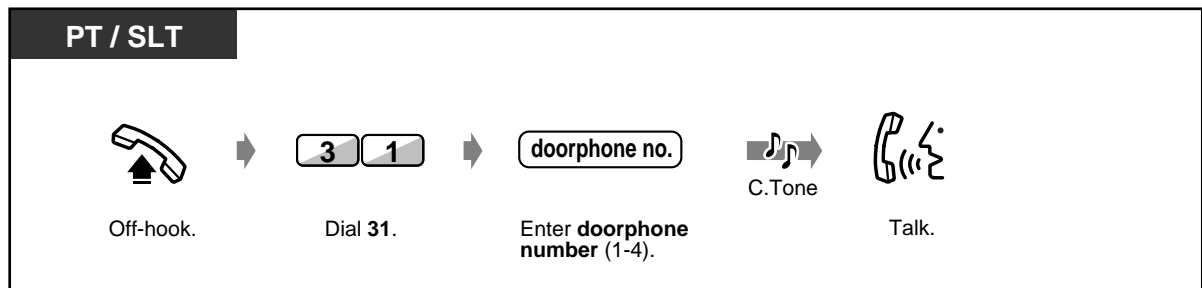 PT / SLT
3 1
doorphone no.
C.Tone
Off-hook.
Dial 31.
Enter doorphone
number (1-4).
Talk.